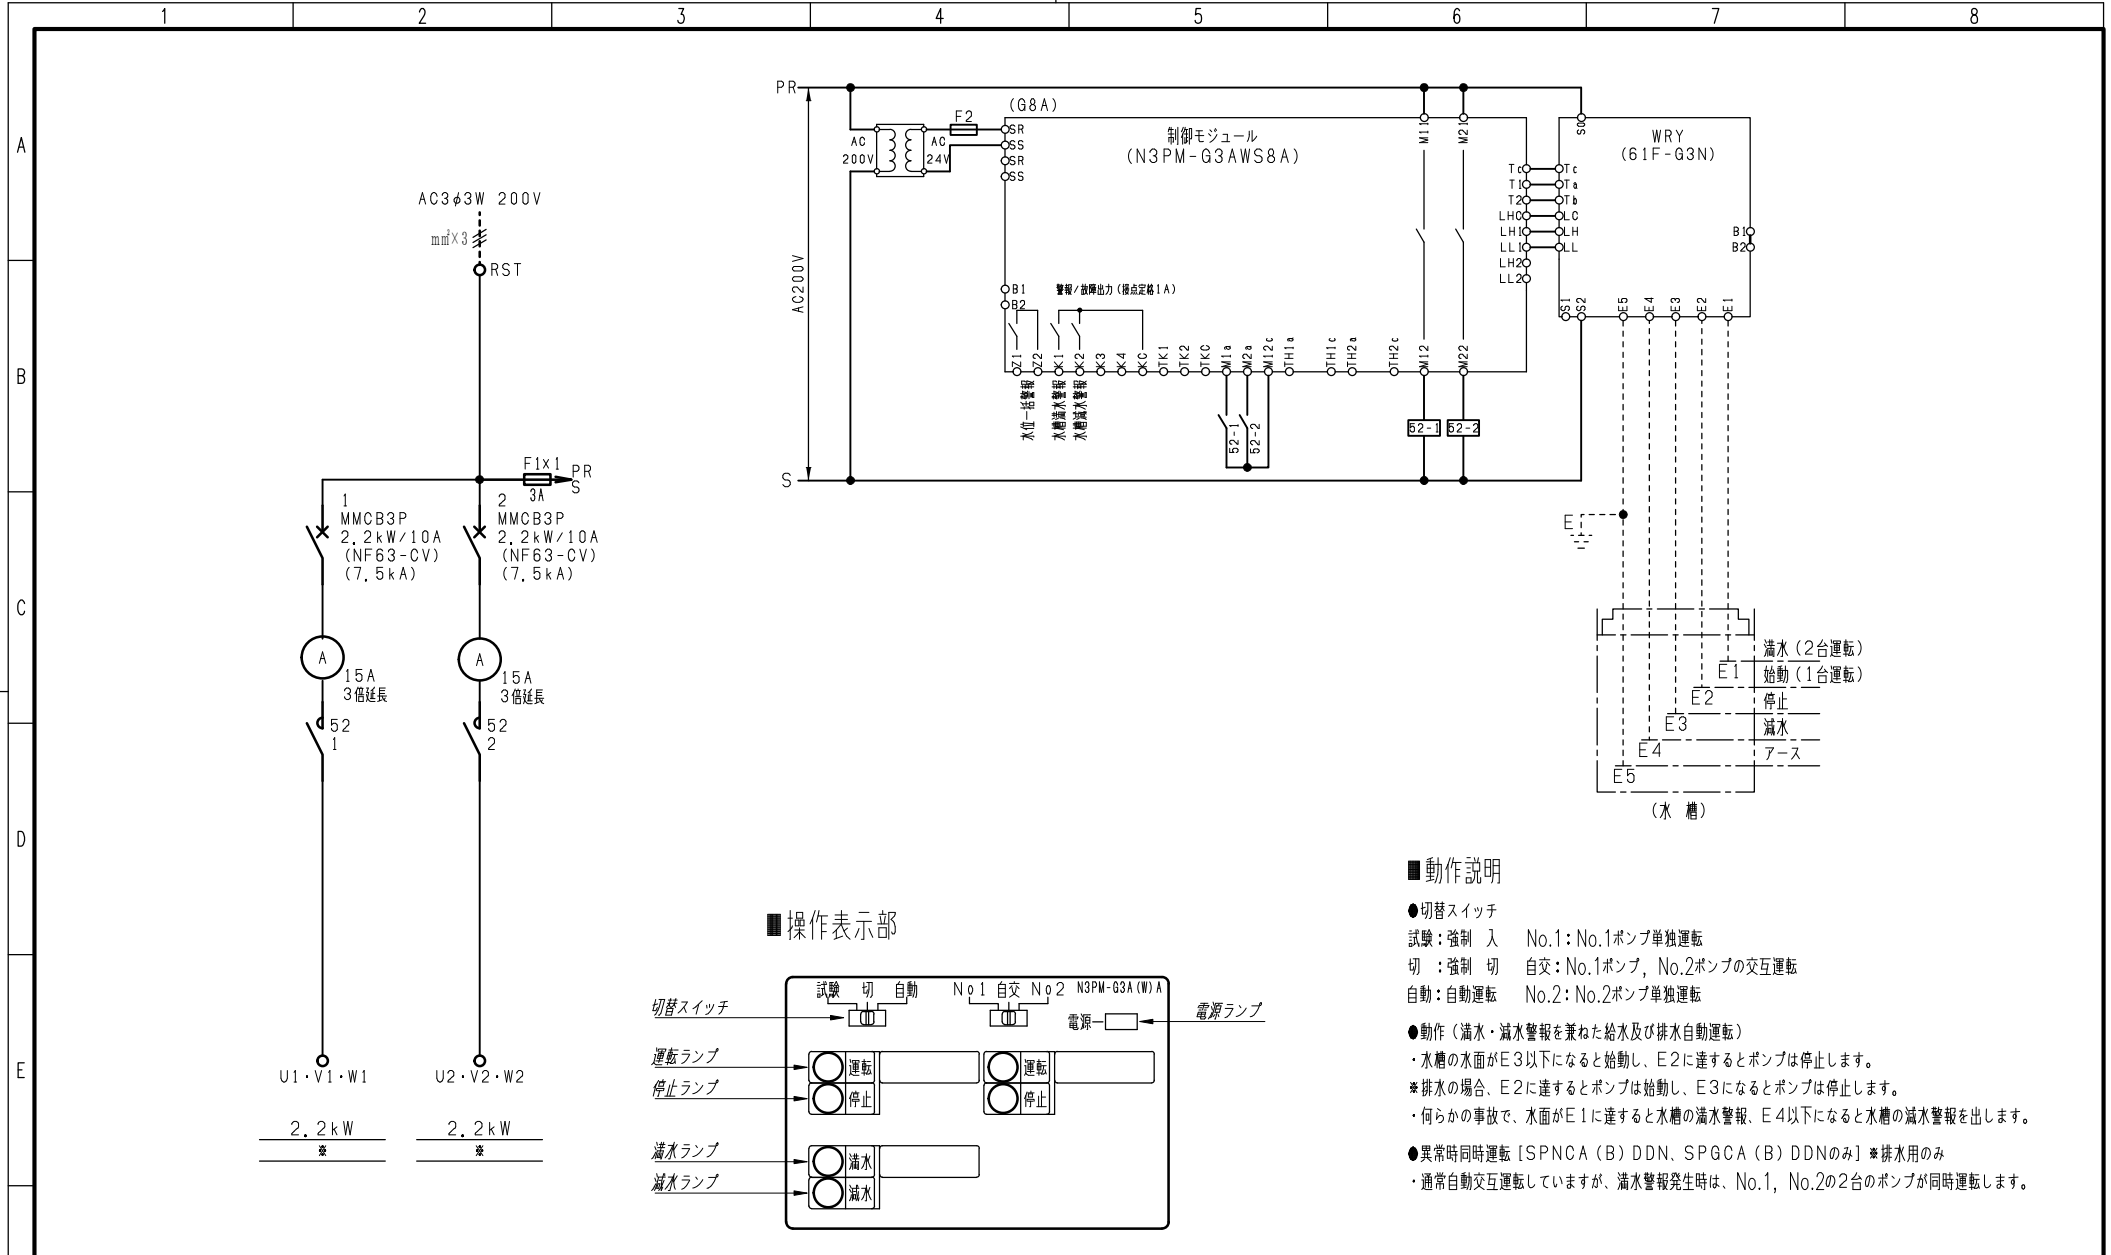 1 2 3 4 5 6 7 8
A
B
C
D
E
AC3φ3W 200V
mm²×3
RST
F1x1
3A
PR
S
1
MMCB3P
2.2kW/10A
(NF63-CV)
(7.5kA)
2
MMCB3P
2.2kW/10A
(NF63-CV)
(7.5kA)
A
15A
3倍延長
A
15A
3倍延長
52
1
52
2
U1・V1・W1
U2・V2・W2
2.2kW
※
2.2kW
※
PR
AC200V
S
AC
200V
AC
24V
F2
(G8A)
SR
SS
SR
SS
制御モジュール
(N3PM-G3AWS8A)
M11
M21
Tc
T1
T2
LHC
LH1
LL1
LH2
LL2
B1
B2
警報/故障出力(接点定格1A)
Z1
Z2
K1
K2
K3
K4
KC
TK1
TK2
TKC
M1a
M2a
M12c
TH1a
TH1c
TH2a
TH2c
M12
M22
水位一括警報
水槽満水警報
水槽減水警報
52-1
52-2
52-1
52-2
S0
WRY
(61F-G3N)
Tc
Ta
Tb
LC
LH
LL
B1
B2
S1
S2
E5
E4
E3
E2
E1
E
満水(2台運転)
E1
始動(1台運転)
E2
停止
E3
減水
E4
アース
E5
(水 槽)
■操作表示部
試験 切 自動
No1 自交 No2
N3PM-G3A(W)A
電源
切替スイッチ
電源ランプ
運転ランプ
運転
運転
停止ランプ
停止
停止
満水ランプ
満水
減水ランプ
減水
■動作説明
●切替スイッチ
試験:強制 入 No.1:No.1ポンプ単独運転
切 :強制 切 自交:No.1ポンプ, No.2ポンプの交互運転
自動:自動運転 No.2:No.2ポンプ単独運転
●動作(満水・減水警報を兼ねた給水及び排水自動運転)
・水槽の水面がE3以下になると始動し、E2に達するとポンプは停止します。
※排水の場合、E2に達するとポンプは始動し、E3になるとポンプは停止します。
・何らかの事故で、水面がE1に達すると水槽の満水警報、E4以下になると水槽の減水警報を出します。
●異常時同時運転[SPNCA(B)DDN、SPGCA(B)DDNのみ]※排水用のみ
・通常自動交互運転していますが、満水警報発生時は、No.1, No.2の2台のポンプが同時運転します。